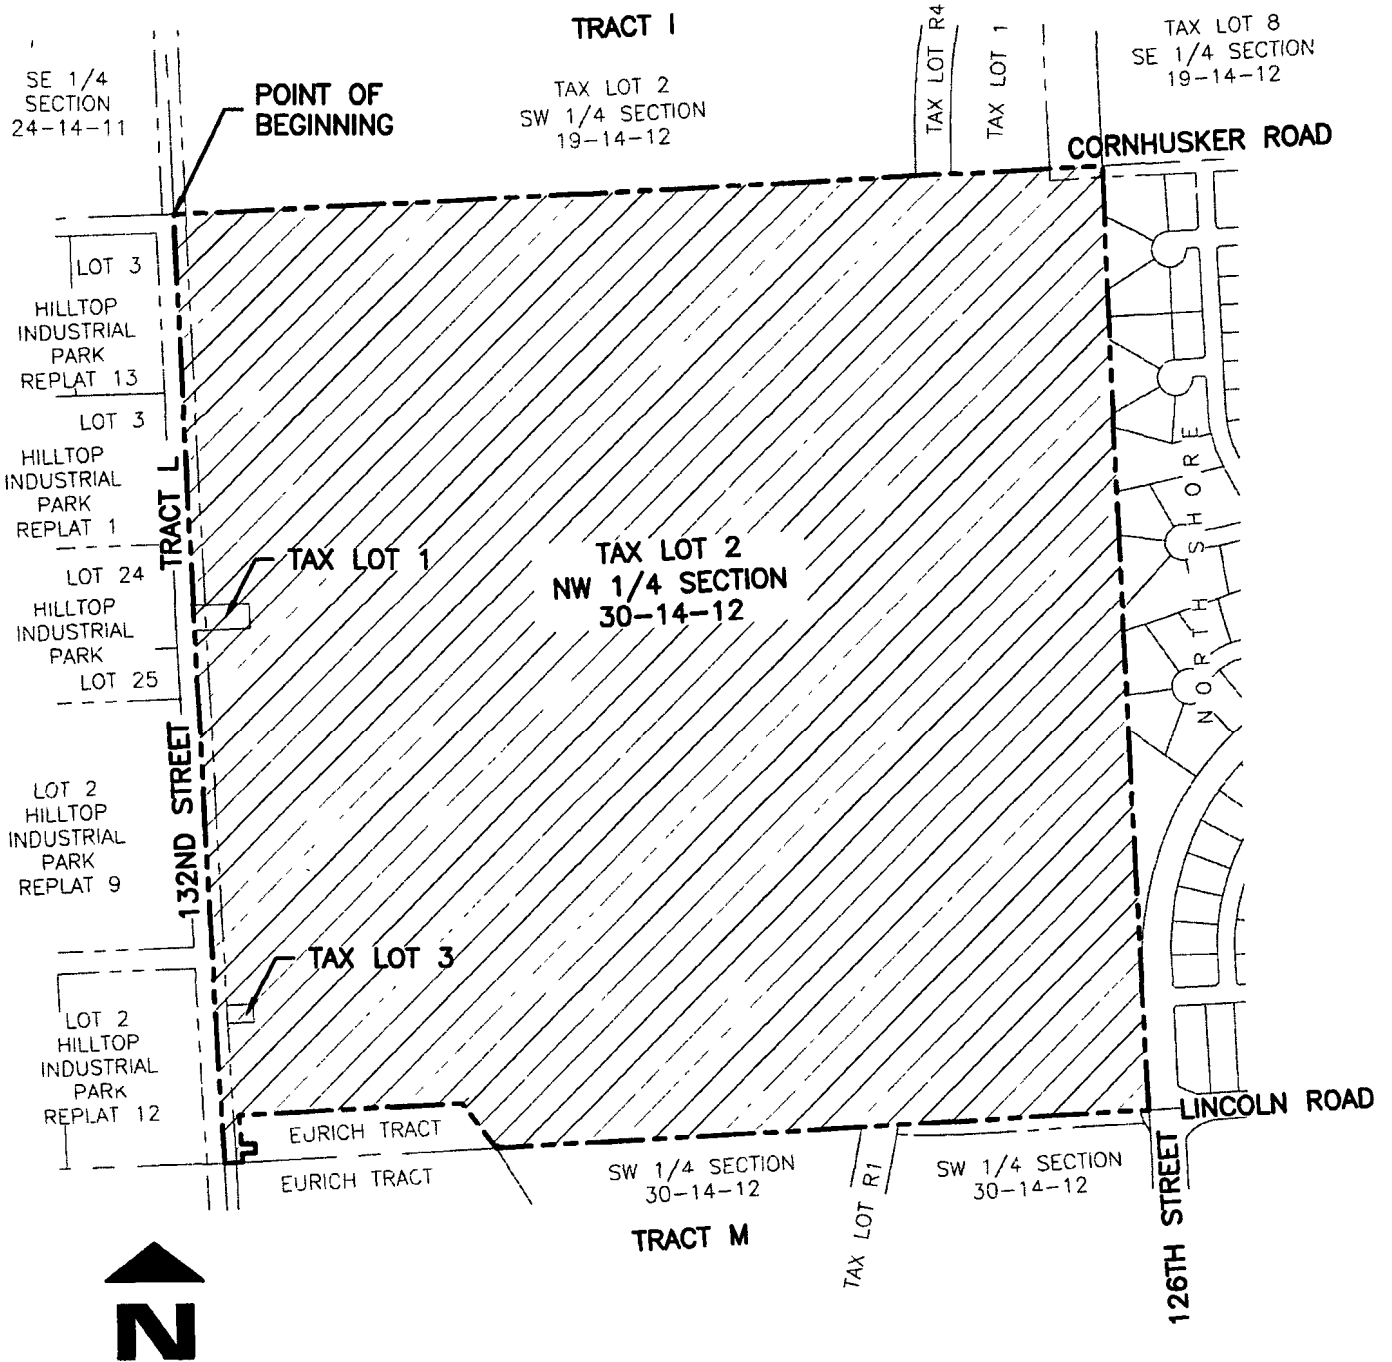 TRACT I
TAX LOT R4
TAX LOT 1
TAX LOT 8
SE 1/4 SECTION
19-14-12
SE 1/4
SECTION
24-14-11
POINT OF
BEGINNING
TAX LOT 2
SW 1/4 SECTION
19-14-12
CORNHUSKER ROAD
LOT 3
HILLTOP
INDUSTRIAL
PARK
REPLAT 13
LOT 3
HILLTOP
INDUSTRIAL
PARK
REPLAT 1
TRACT L
LOT 24
HILLTOP
INDUSTRIAL
PARK
LOT 25
TAX LOT 1
TAX LOT 2
NW 1/4 SECTION
30-14-12
NORTH SHORE
132ND STREET
LOT 2
HILLTOP
INDUSTRIAL
PARK
REPLAT 9
TAX LOT 3
LOT 2
HILLTOP
INDUSTRIAL
PARK
REPLAT 12
EURICH TRACT
EURICH TRACT
SW 1/4 SECTION
30-14-12
TAX LOT R1
SW 1/4 SECTION
30-14-12
LINCOLN ROAD
126TH STREET
TRACT M
N